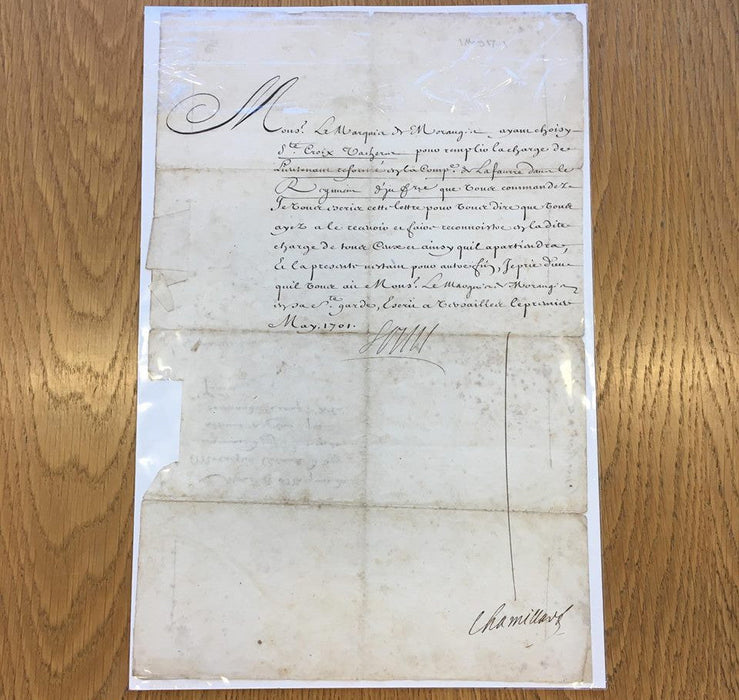 Mons.r Le Marquis de Morangis ayant choisy
S.te Croix Vacherie pour remplir la charge de
Lieutenant reformé en la Comp.e de Lafaurie dans le
Regiment que vous commandez
Je vous escris cette lettre pour vous dire que vous
ayez a le recevoir et faire reconnoistre en la dite
charge de tous Ceux et ainsy quil apartiendra,
Et la presente n'estant pour autre fin, Je prie dieu
quil vous ait Mons.r Le Marquis de Morangis
en sa S.te garde, Escrit a Versailles le premier
May, 1701.
Louis
Chamillart